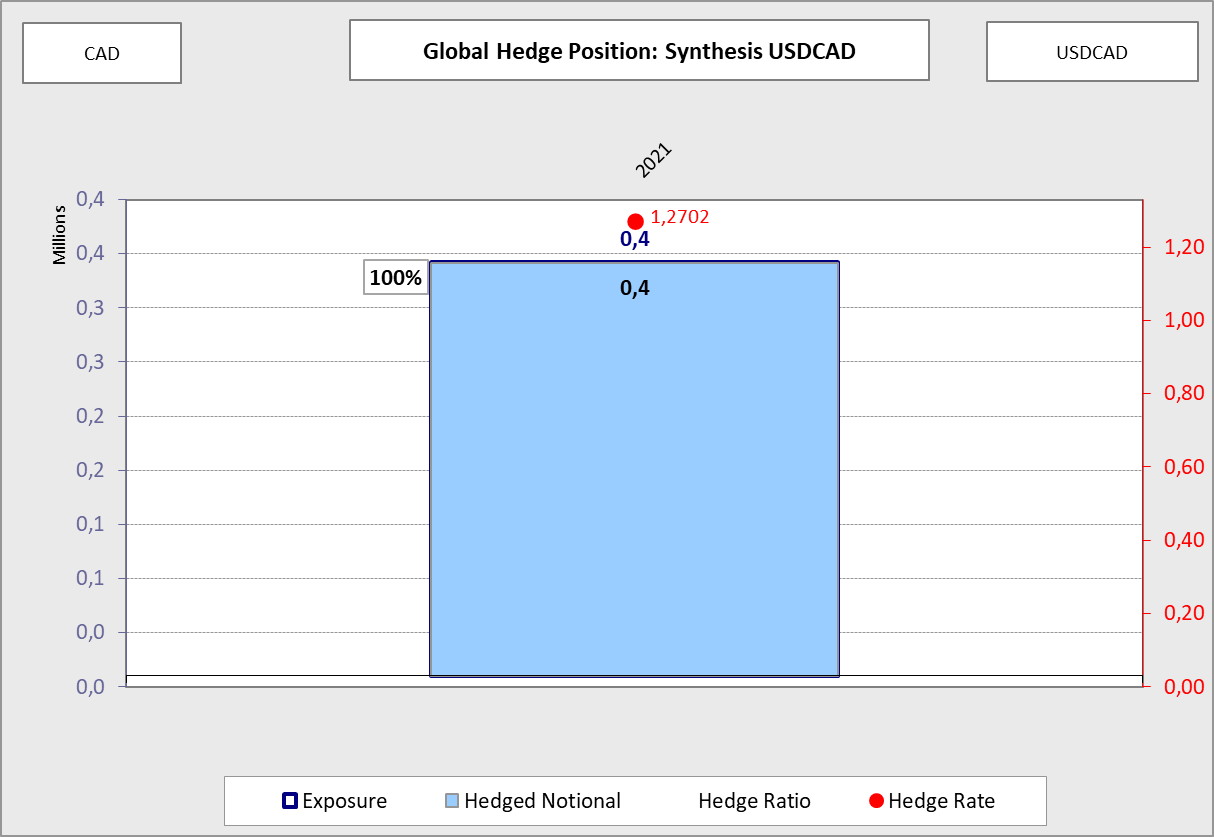 CAD
Global Hedge Position: Synthesis USDCAD
USDCAD
2021
Millions
0,4
0,4
0,3
0,3
0,2
0,2
0,1
0,1
0,0
0,0
1,2702
0,4
100%
0,4
1,20
1,00
0,80
0,60
0,40
0,20
0,00
Exposure
Hedged Notional
Hedge Ratio
Hedge Rate